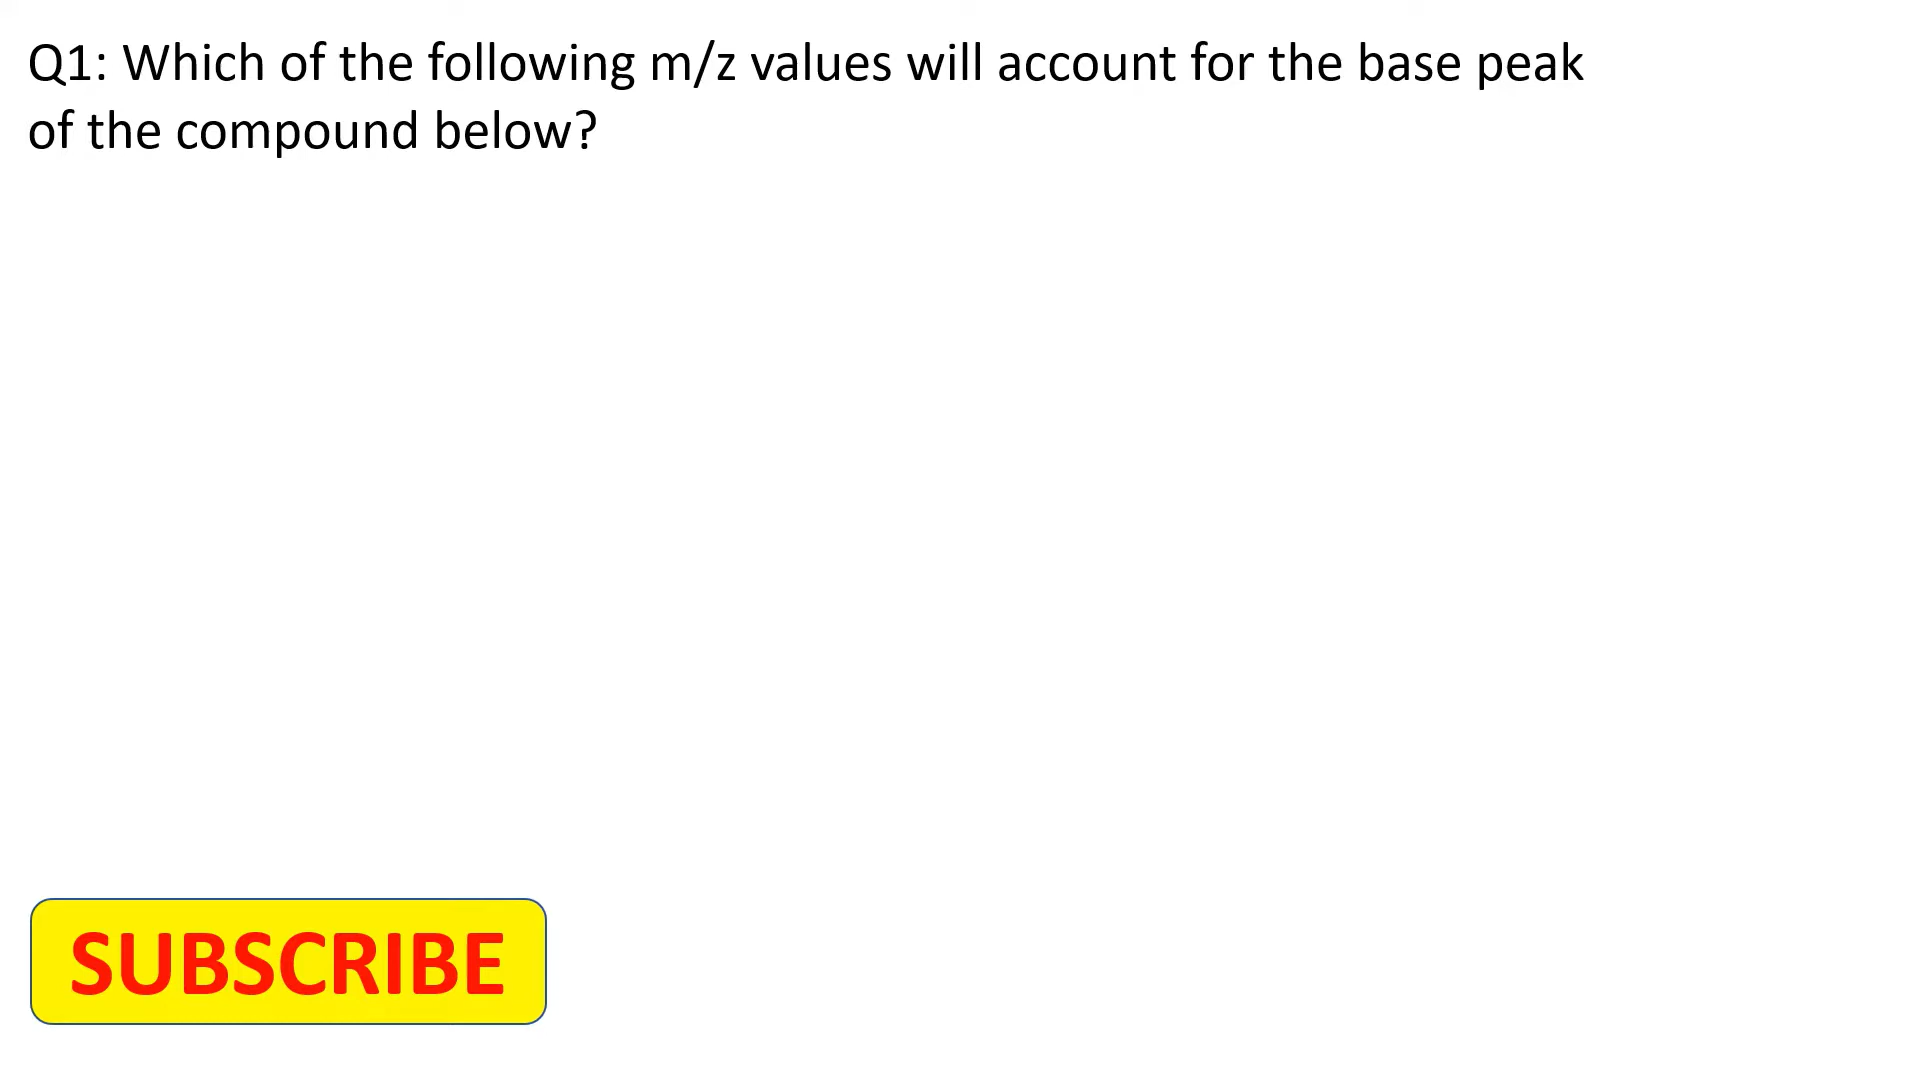 Q1: Which of the following m/z values will account for the base peak
of the compound below?
SUBSCRIBE